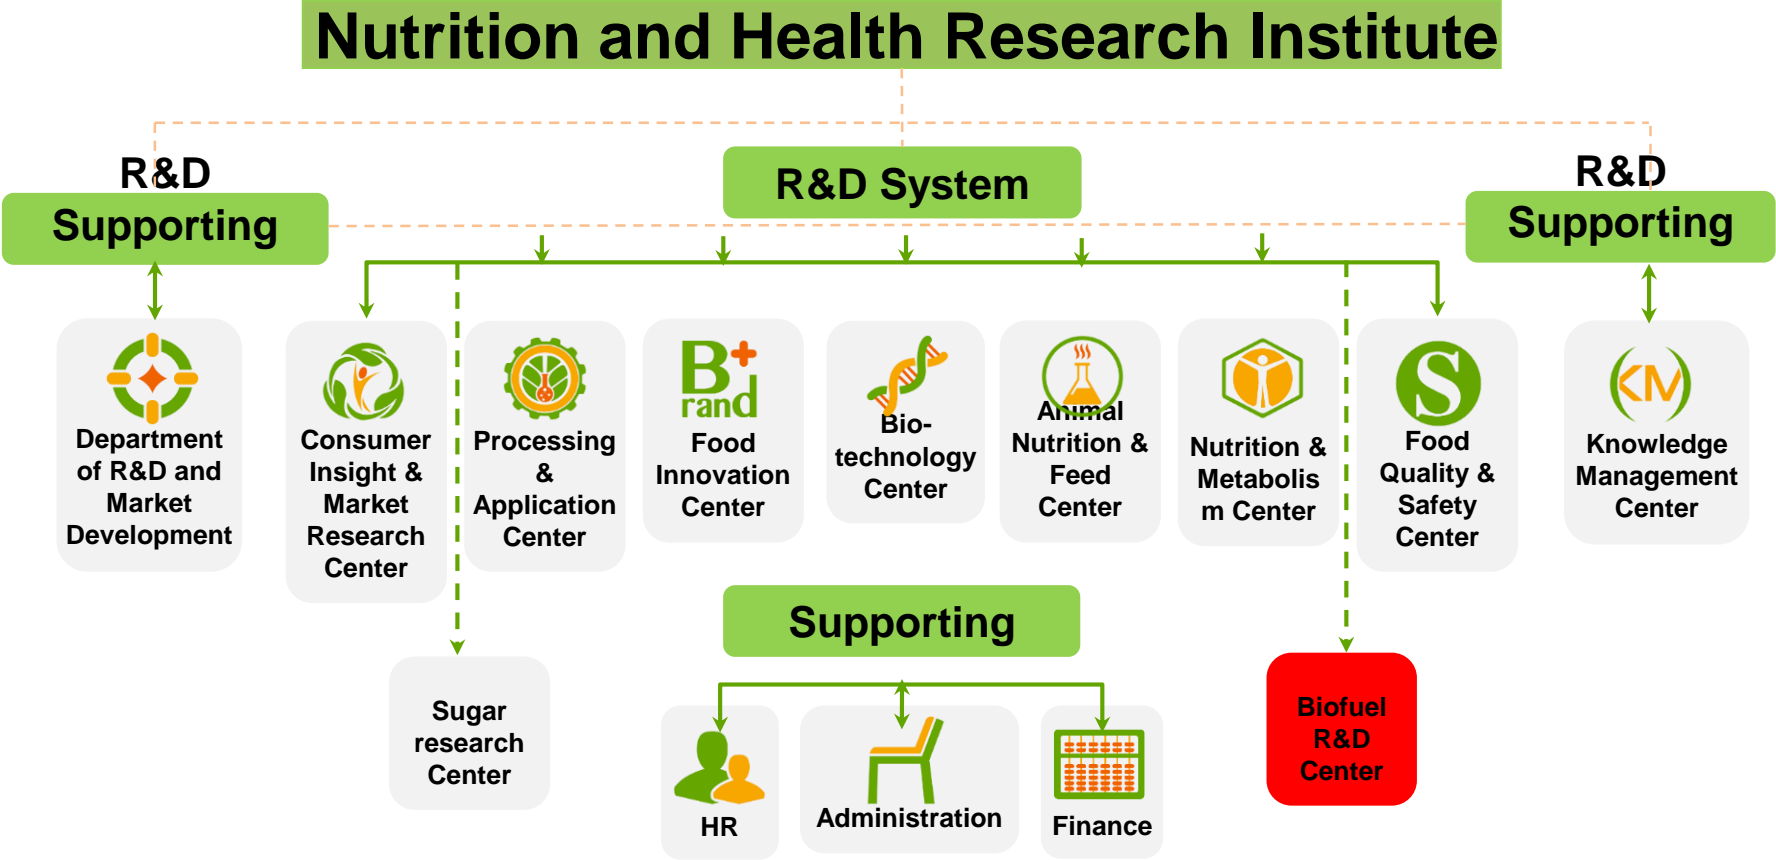 Nutrition and Health Research Institute
R&D
Supporting
R&D System
R&D
Supporting
Department
of R&D and
Market
Development
Consumer
Insight &
Market
Research
Center
Processing
&
Application
Center
B+
rand
Food
Innovation
Center
Bio-
technology
Center
Animal
Nutrition &
Feed
Center
Nutrition &
Metabolis
m Center
S
Food
Quality &
Safety
Center
KM
Knowledge
Management
Center
Supporting
Sugar
research
Center
HR
Administration
Finance
Biofuel
R&D
Center